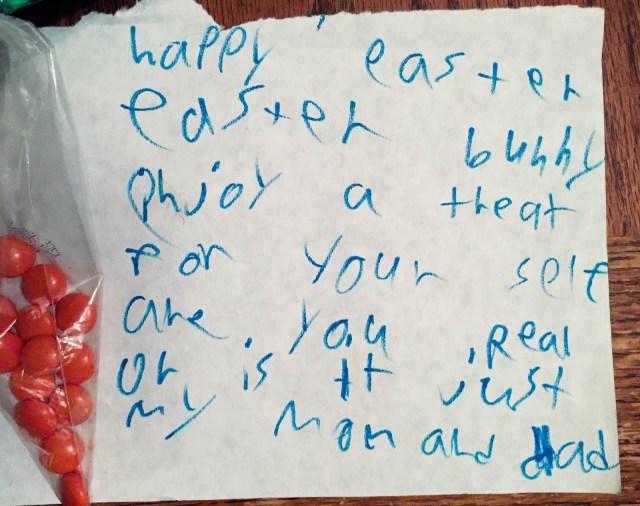 happy easter
easter
bunny
enjoy a treat
for your self
are you real
or is it just
my mom and dad